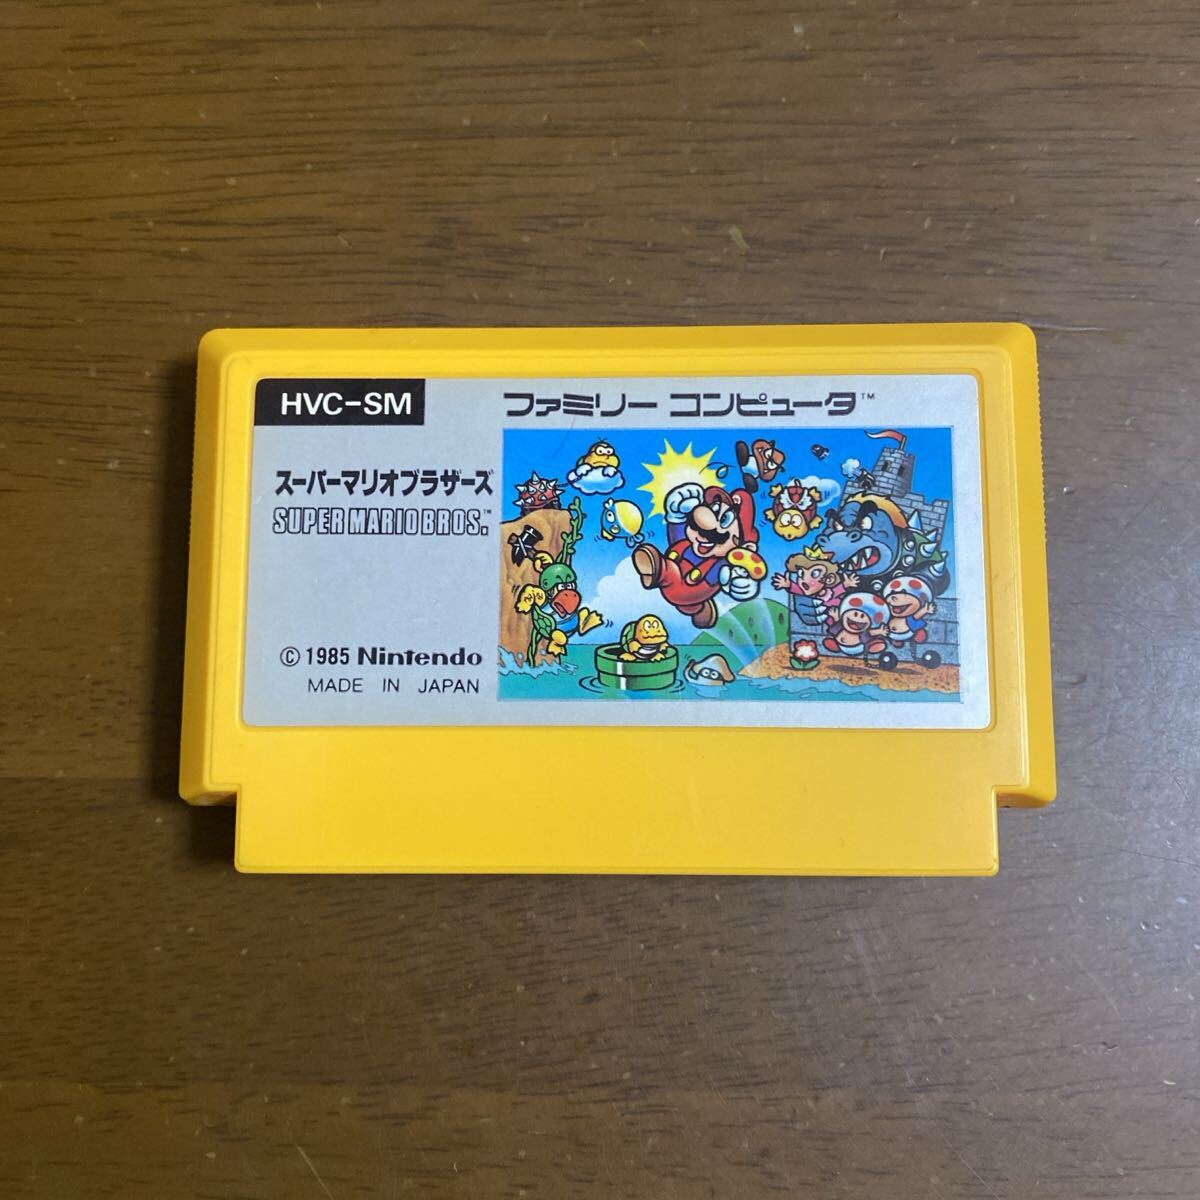 HVC-SM
ファミリー コンピュータ™
スーパーマリオブラザーズ
SUPER MARIO BROS.™
© 1985 Nintendo
MADE IN JAPAN